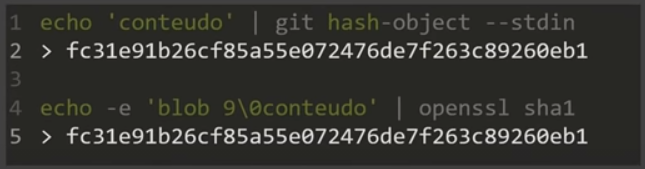 1 echo 'conteudo' | git hash-object --stdin
2 > fc31e91b26cf85a55e072476de7f263c89260eb1
3
4 echo -e 'blob 9\0conteudo' | openssl sha1
5 > fc31e91b26cf85a55e072476de7f263c89260eb1